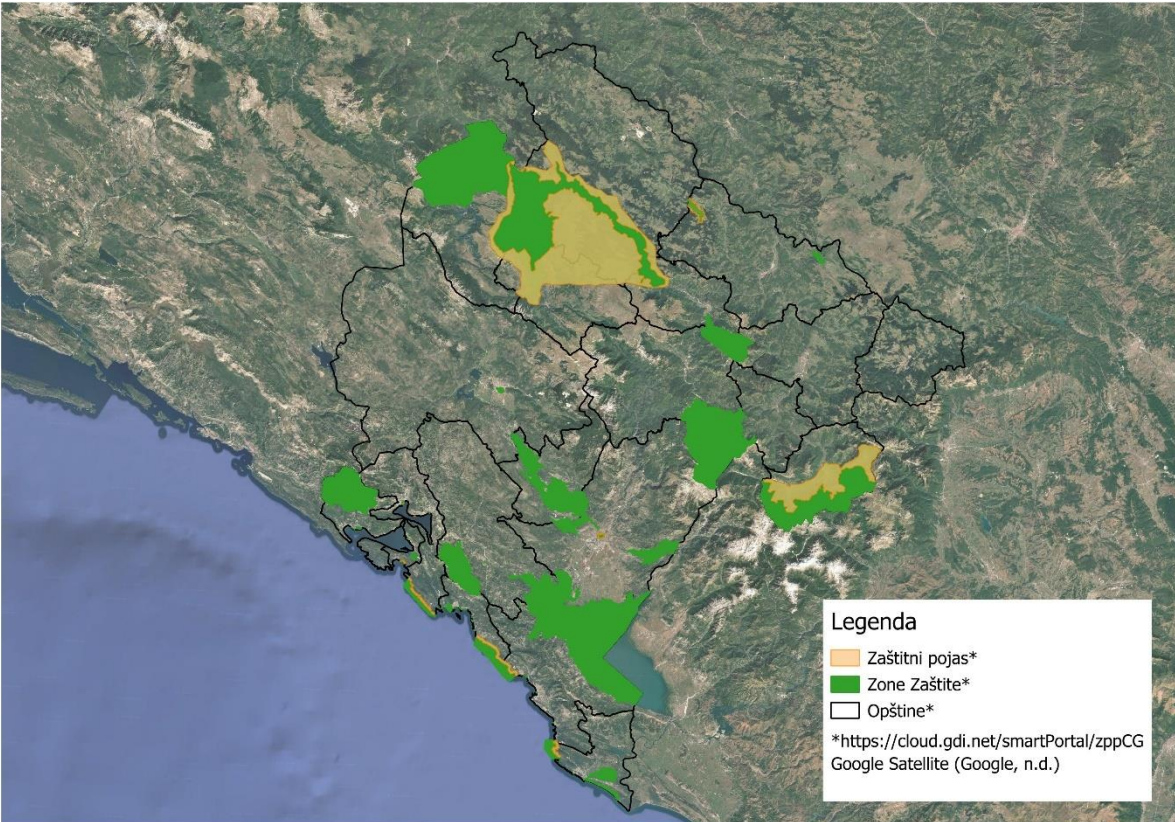 Legenda
Zaštitni pojas*
Zone Zaštite*
Opštine*
*https://cloud.gdi.net/smartPortal/zppCG
Google Satellite (Google, n.d.)